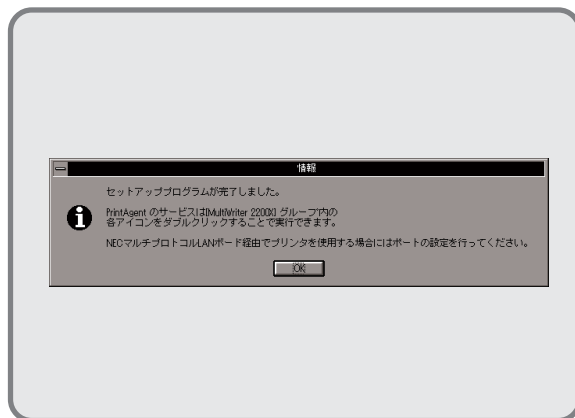 情報
セットアッププログラムが完了しました。
PrintAgent のサービスは[MultiWriter 2200X] グループ内の
各アイコンをダブルクリックすることで実行できます。
NECマルチプロトコルLANボード経由でプリンタを使用する場合にはポートの設定を行ってください。
OK